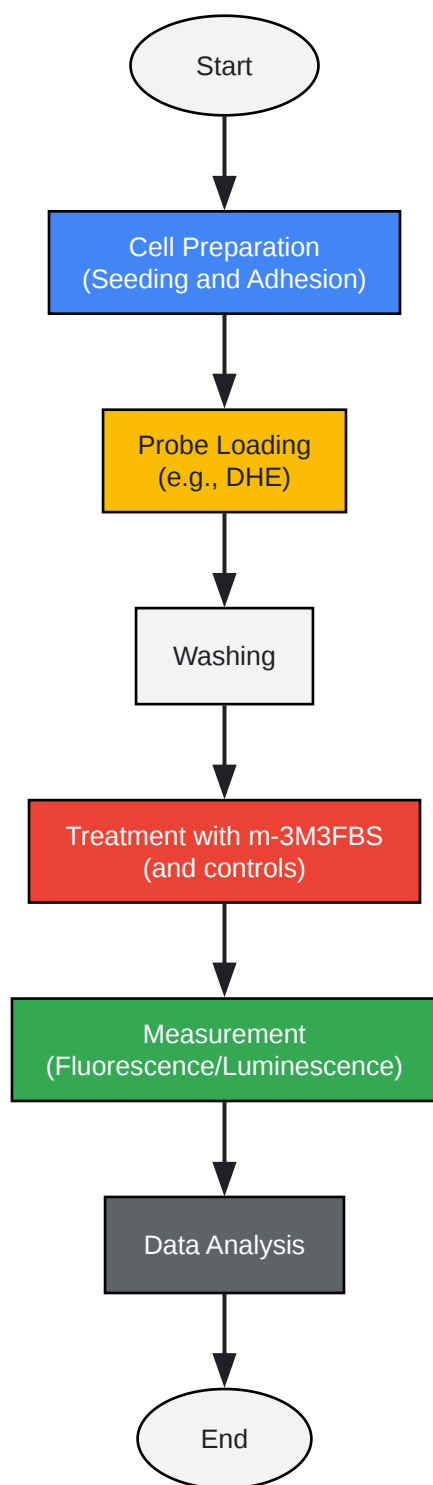 Start
Cell Preparation
(Seeding and Adhesion)
Probe Loading
(e.g., DHE)
Washing
Treatment with m-3M3FBS
(and controls)
Measurement
(Fluorescence/Luminescence)
Data Analysis
End